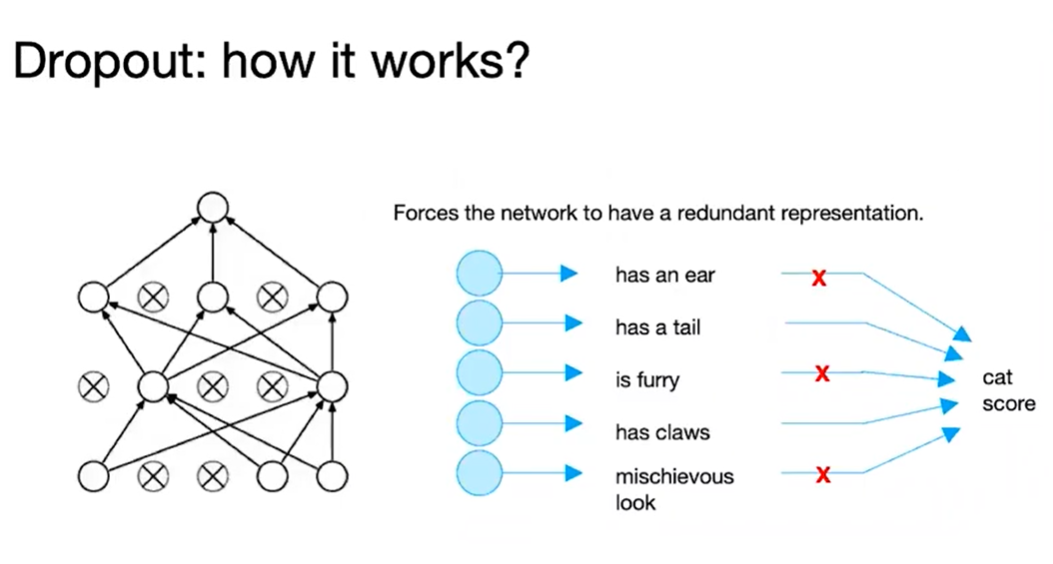 Dropout: how it works?
Forces the network to have a redundant representation.
has an ear
X
has a tail
is furry
X
has claws
mischievous
look
X
cat
score